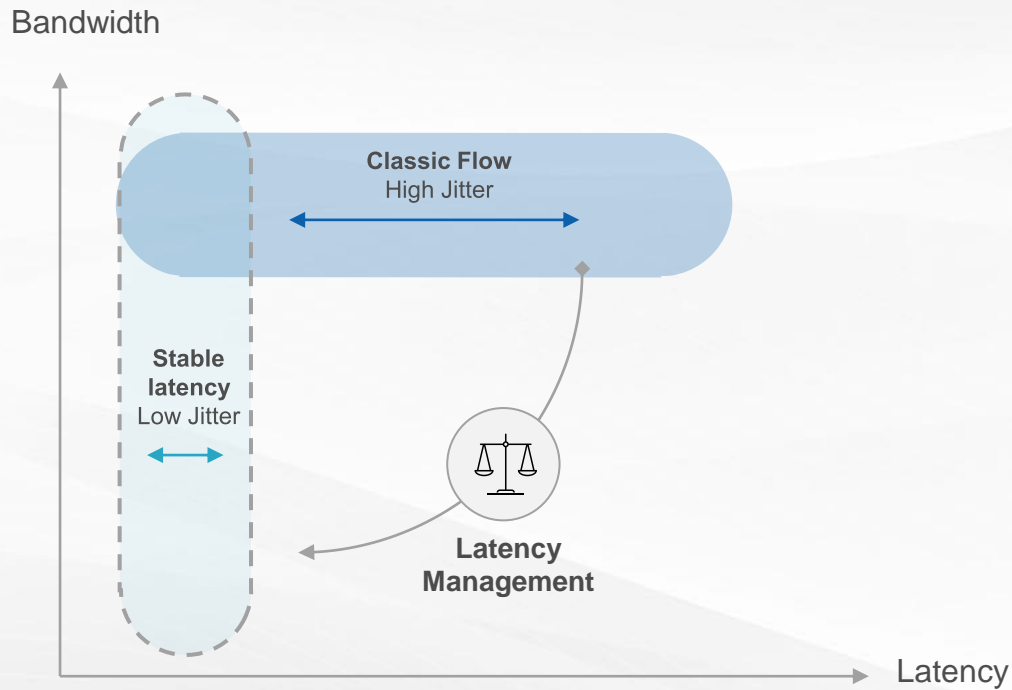 Bandwidth
Classic Flow
High Jitter
Stable
latency
Low Jitter
Latency
Management
Latency